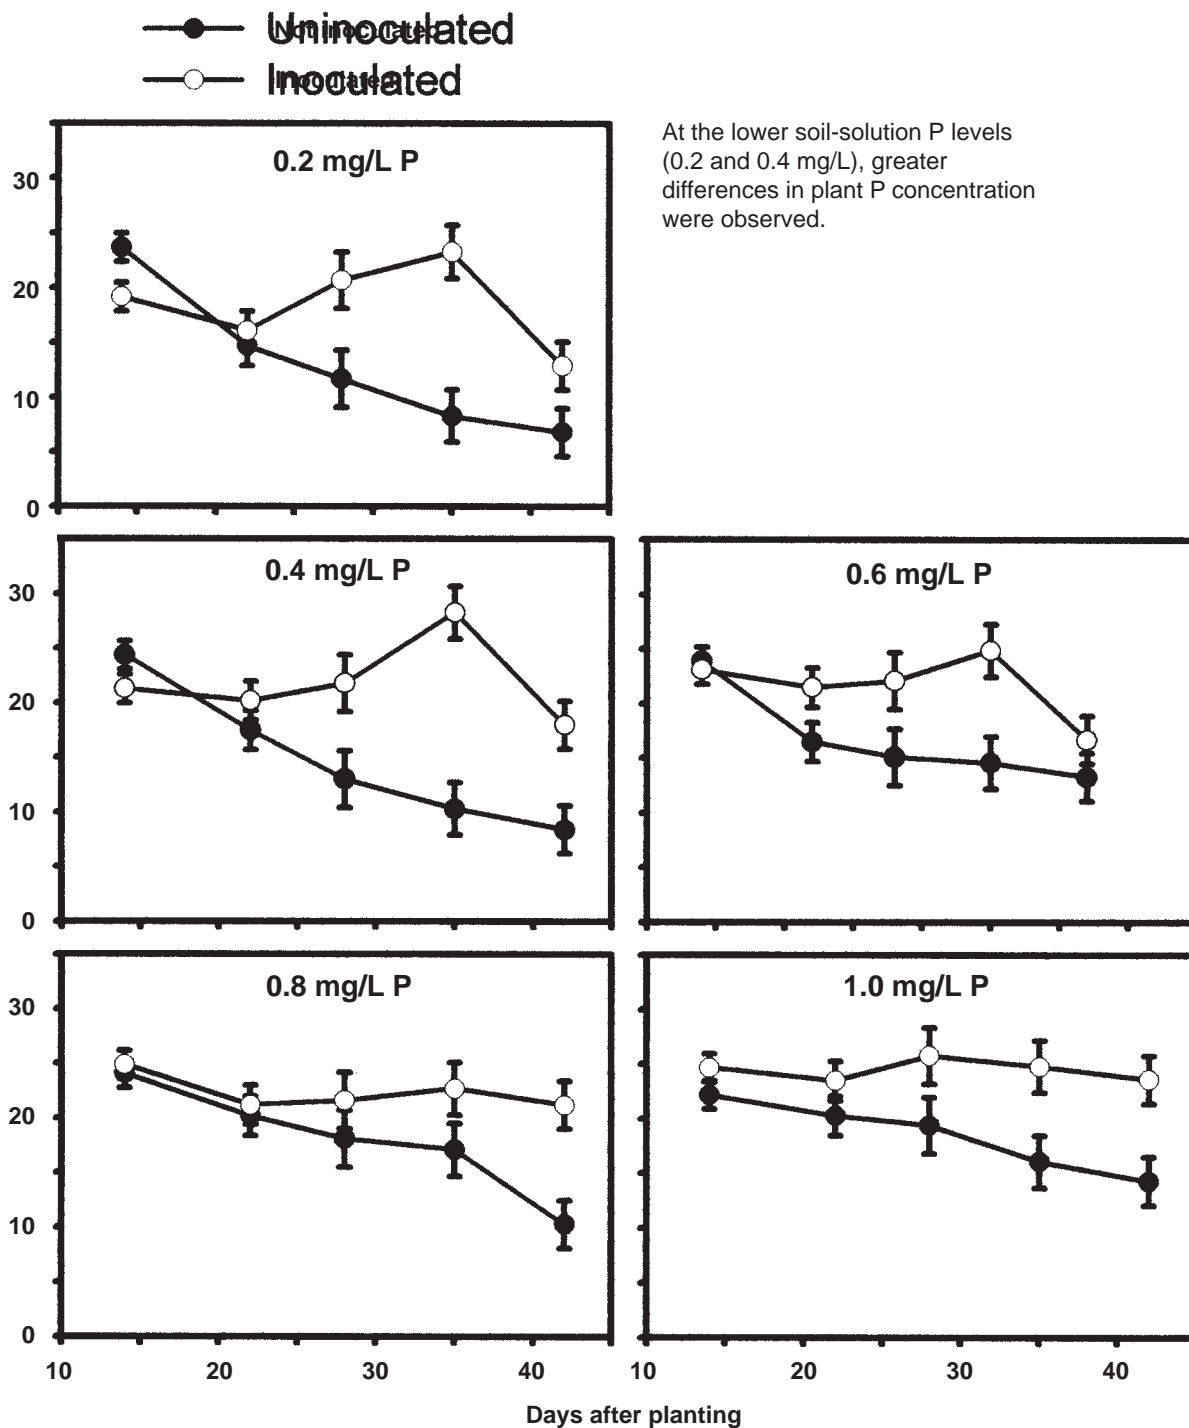 Uninoculated
Inoculated
At the lower soil-solution P levels
(0.2 and 0.4 mg/L), greater
differences in plant P concentration
were observed.
0.2 mg/L P
30
20
10
0
0.4 mg/L P
30
20
10
0
0.6 mg/L P
0.8 mg/L P
30
20
10
0
10 20 30 40
1.0 mg/L P
10 20 30 40
Days after planting